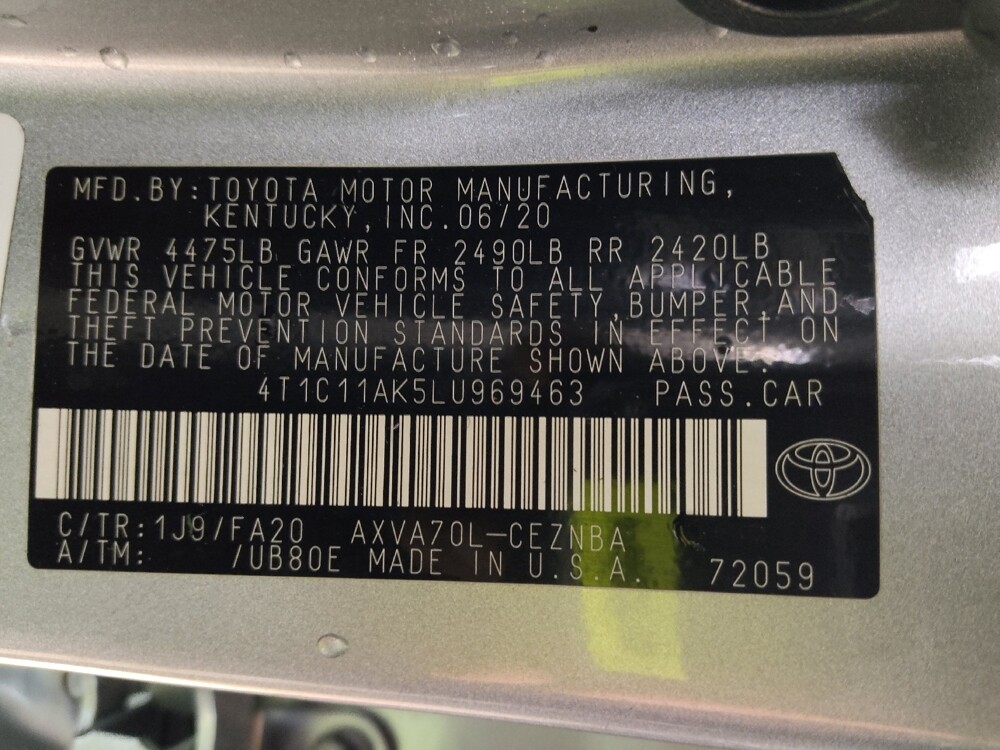 MFD.BY:TOYOTA MOTOR MANUFACTURING,
KENTUCKY,INC.06/20
GVWR 4475LB GAWR FR 2490LB RR 2420LB
THIS VEHICLE CONFORMS TO ALL APPLICABLE
FEDERAL MOTOR VEHICLE SAFETY,BUMPER,AND
THEFT PREVENTION STANDARDS IN EFFECT ON
THE DATE OF MANUFACTURE SHOWN ABOVE.
4T1C11AK5LU969463 PASS.CAR
C/TR:1J9/FA20 AXVA70L-CEZNBA
A/TM: /UB80E MADE IN U.S.A. 72059